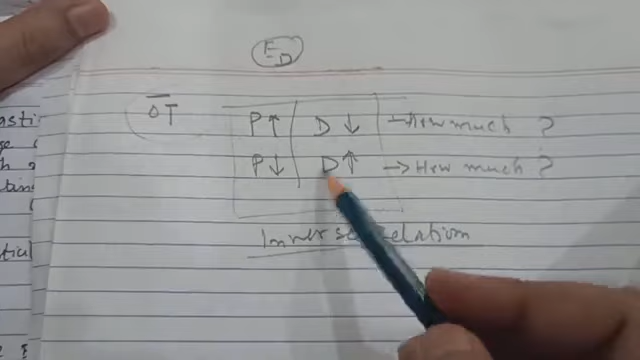 E_D
OT
P↑ D ↓ → How much ?
P↓ D↑ → How much ?
Inverse relation